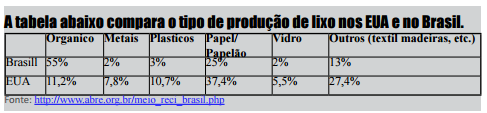 A tabela abaixo compara o tipo de produção de lixo nos EUA e no Brasil.
Organico Metais Plasticos Papel/ Papelão Vidro Outros (textil madeiras, etc.)
Brasill 55% 2% 3% 25% 2% 13%
EUA 11,2% 7,8% 10,7% 37,4% 5,5% 27,4%
Fonte: http://www.abre.org.br/meio_reci_brasil.php